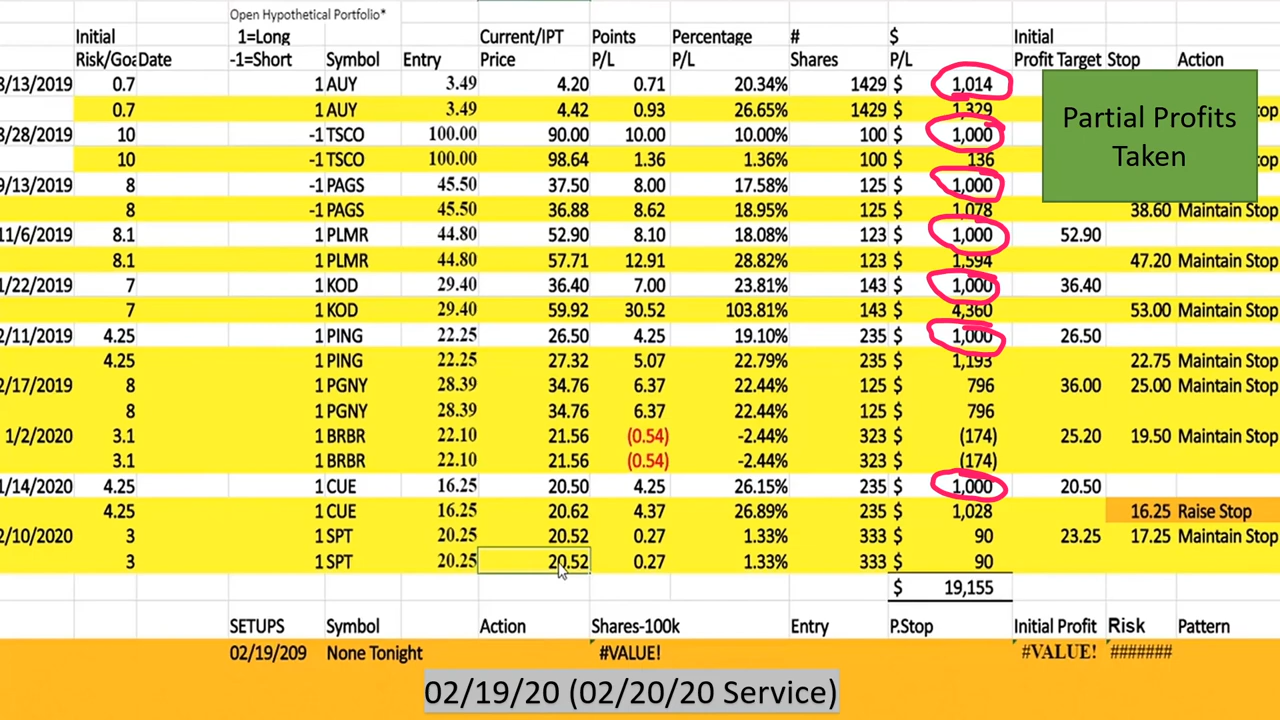 Open Hypothetical Portfolio*
Initial 1=Long Current/IPT Points Percentage # $ Initial
Risk/Goa Date -1=Short Symbol Entry Price P/L P/L Shares P/L Profit Target Stop Action
8/13/2019 0.7 1 AUY 3.49 4.20 0.71 20.34% 1429 $ 1,014
0.7 1 AUY 3.49 4.42 0.93 26.65% 1429 $ 1,329 op
3/28/2019 10 -1 TSCO 100.00 90.00 10.00 10.00% 100 $ 1,000
10 -1 TSCO 100.00 98.64 1.36 1.36% 100 $ 136 op
9/13/2019 8 -1 PAGS 45.50 37.50 8.00 17.58% 125 $ 1,000
8 -1 PAGS 45.50 36.88 8.62 18.95% 125 $ 1,078 38.60 Maintain Stop
11/6/2019 8.1 1 PLMR 44.80 52.90 8.10 18.08% 123 $ 1,000 52.90
8.1 1 PLMR 44.80 57.71 12.91 28.82% 123 $ 1,594 47.20 Maintain Stop
1/22/2019 7 1 KOD 29.40 36.40 7.00 23.81% 143 $ 1,000 36.40
7 1 KOD 29.40 59.92 30.52 103.81% 143 $ 4,360 53.00 Maintain Stop
2/11/2019 4.25 1 PING 22.25 26.50 4.25 19.10% 235 $ 1,000 26.50
4.25 1 PING 22.25 27.32 5.07 22.79% 235 $ 1,193 22.75 Maintain Stop
2/17/2019 8 1 PGNY 28.39 34.76 6.37 22.44% 125 $ 796 36.00 25.00 Maintain Stop
8 1 PGNY 28.39 34.76 6.37 22.44% 125 $ 796
1/2/2020 3.1 1 BRBR 22.10 21.56 (0.54) -2.44% 323 $ (174) 25.20 19.50 Maintain Stop
3.1 1 BRBR 22.10 21.56 (0.54) -2.44% 323 $ (174)
1/14/2020 4.25 1 CUE 16.25 20.50 4.25 26.15% 235 $ 1,000 20.50
4.25 1 CUE 16.25 20.62 4.37 26.89% 235 $ 1,028 16.25 Raise Stop
2/10/2020 3 1 SPT 20.25 20.52 0.27 1.33% 333 $ 90 23.25 17.25 Maintain Stop
3 1 SPT 20.25 20.52 0.27 1.33% 333 $ 90
$ 19,155
SETUPS Symbol Action Shares-100k Entry P.Stop Initial Profit Risk Pattern
02/19/209 None Tonight #VALUE! #VALUE! #######
Partial Profits
Taken
02/19/20 (02/20/20 Service)